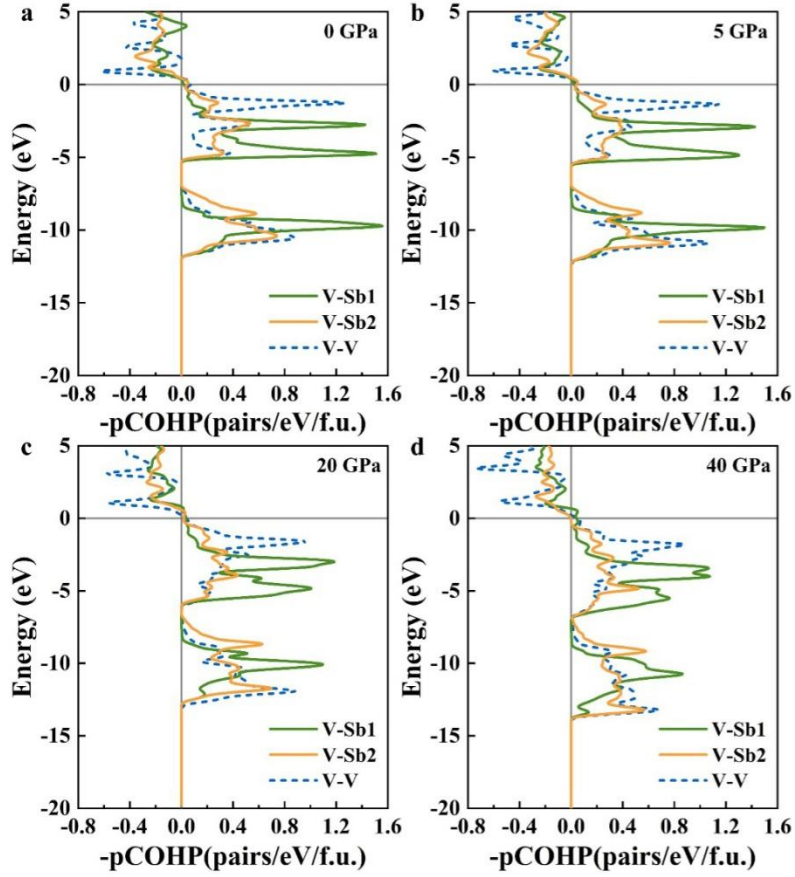 a
0 GPa
5
0
-5
-10
-15
-20
Energy (eV)
V-Sb1
V-Sb2
V-V
-0.8 -0.4 0.0 0.4 0.8 1.2 1.6
-pCOHP(pairs/eV/f.u.)
b
5 GPa
5
0
-5
-10
-15
-20
Energy (eV)
V-Sb1
V-Sb2
V-V
-0.8 -0.4 0.0 0.4 0.8 1.2 1.6
-pCOHP(pairs/eV/f.u.)
c
20 GPa
5
0
-5
-10
-15
-20
Energy (eV)
V-Sb1
V-Sb2
V-V
-0.8 -0.4 0.0 0.4 0.8 1.2 1.6
-pCOHP(pairs/eV/f.u.)
d
40 GPa
5
0
-5
-10
-15
-20
Energy (eV)
V-Sb1
V-Sb2
V-V
-0.8 -0.4 0.0 0.4 0.8 1.2 1.6
-pCOHP(pairs/eV/f.u.)